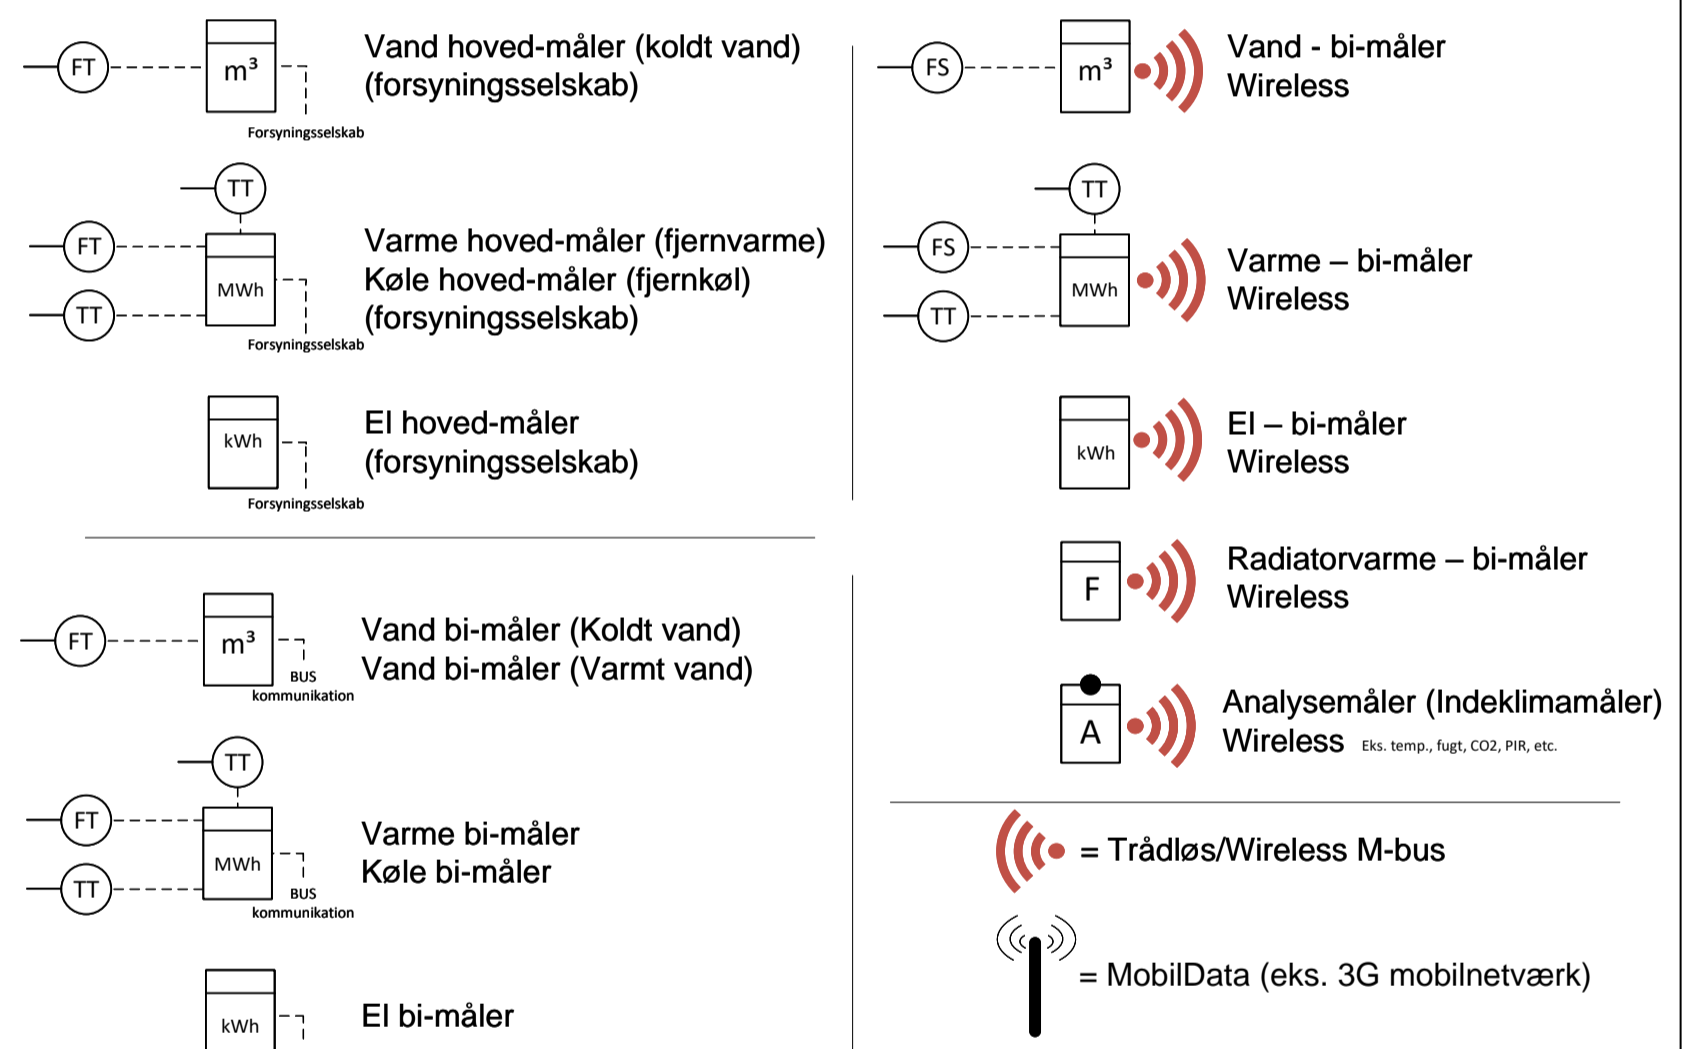 FT
m³
Forsyningsselskab
Vand hoved-måler (koldt vand)
(forsyningsselskab)
TT
FT
TT
MWh
Forsyningsselskab
Varme hoved-måler (fjernvarme)
Køle hoved-måler (fjernkøl)
(forsyningsselskab)
kWh
Forsyningsselskab
El hoved-måler
(forsyningsselskab)
FT
m³
BUS
kommunikation
Vand bi-måler (Koldt vand)
Vand bi-måler (Varmt vand)
TT
FT
TT
MWh
BUS
kommunikation
Varme bi-måler
Køle bi-måler
kWh
El bi-måler
FS
m³
Vand - bi-måler
Wireless
TT
FS
TT
MWh
Varme – bi-måler
Wireless
kWh
El – bi-måler
Wireless
F
Radiatorvarme – bi-måler
Wireless
A
Analysemåler (Indeklimamåler)
Wireless Eks. temp., fugt, CO2, PIR, etc.
= Trådløs/Wireless M-bus
= MobilData (eks. 3G mobilnetværk)